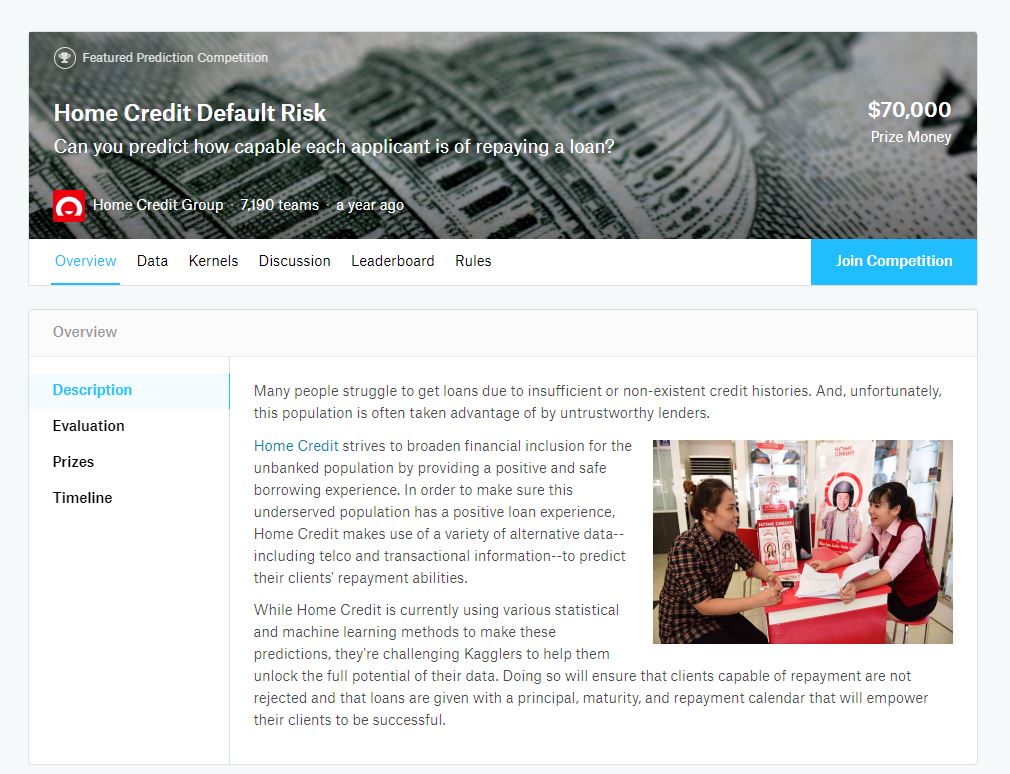 Featured Prediction Competition
Home Credit Default Risk
$70,000
Can you predict how capable each applicant is of repaying a loan?
Prize Money
Home Credit Group · 7,190 teams · a year ago
Overview Data Kernels Discussion Leaderboard Rules Join Competition
Overview
Description
Evaluation
Prizes
Timeline
Many people struggle to get loans due to insufficient or non-existent credit histories. And, unfortunately,
this population is often taken advantage of by untrustworthy lenders.
Home Credit strives to broaden financial inclusion for the
unbanked population by providing a positive and safe
borrowing experience. In order to make sure this
underserved population has a positive loan experience,
Home Credit makes use of a variety of alternative data--
including telco and transactional information--to predict
their clients' repayment abilities.
HOME
CREDIT
HOME CREDIT
While Home Credit is currently using various statistical
and machine learning methods to make these
predictions, they're challenging Kagglers to help them
unlock the full potential of their data. Doing so will ensure that clients capable of repayment are not
rejected and that loans are given with a principal, maturity, and repayment calendar that will empower
their clients to be successful.